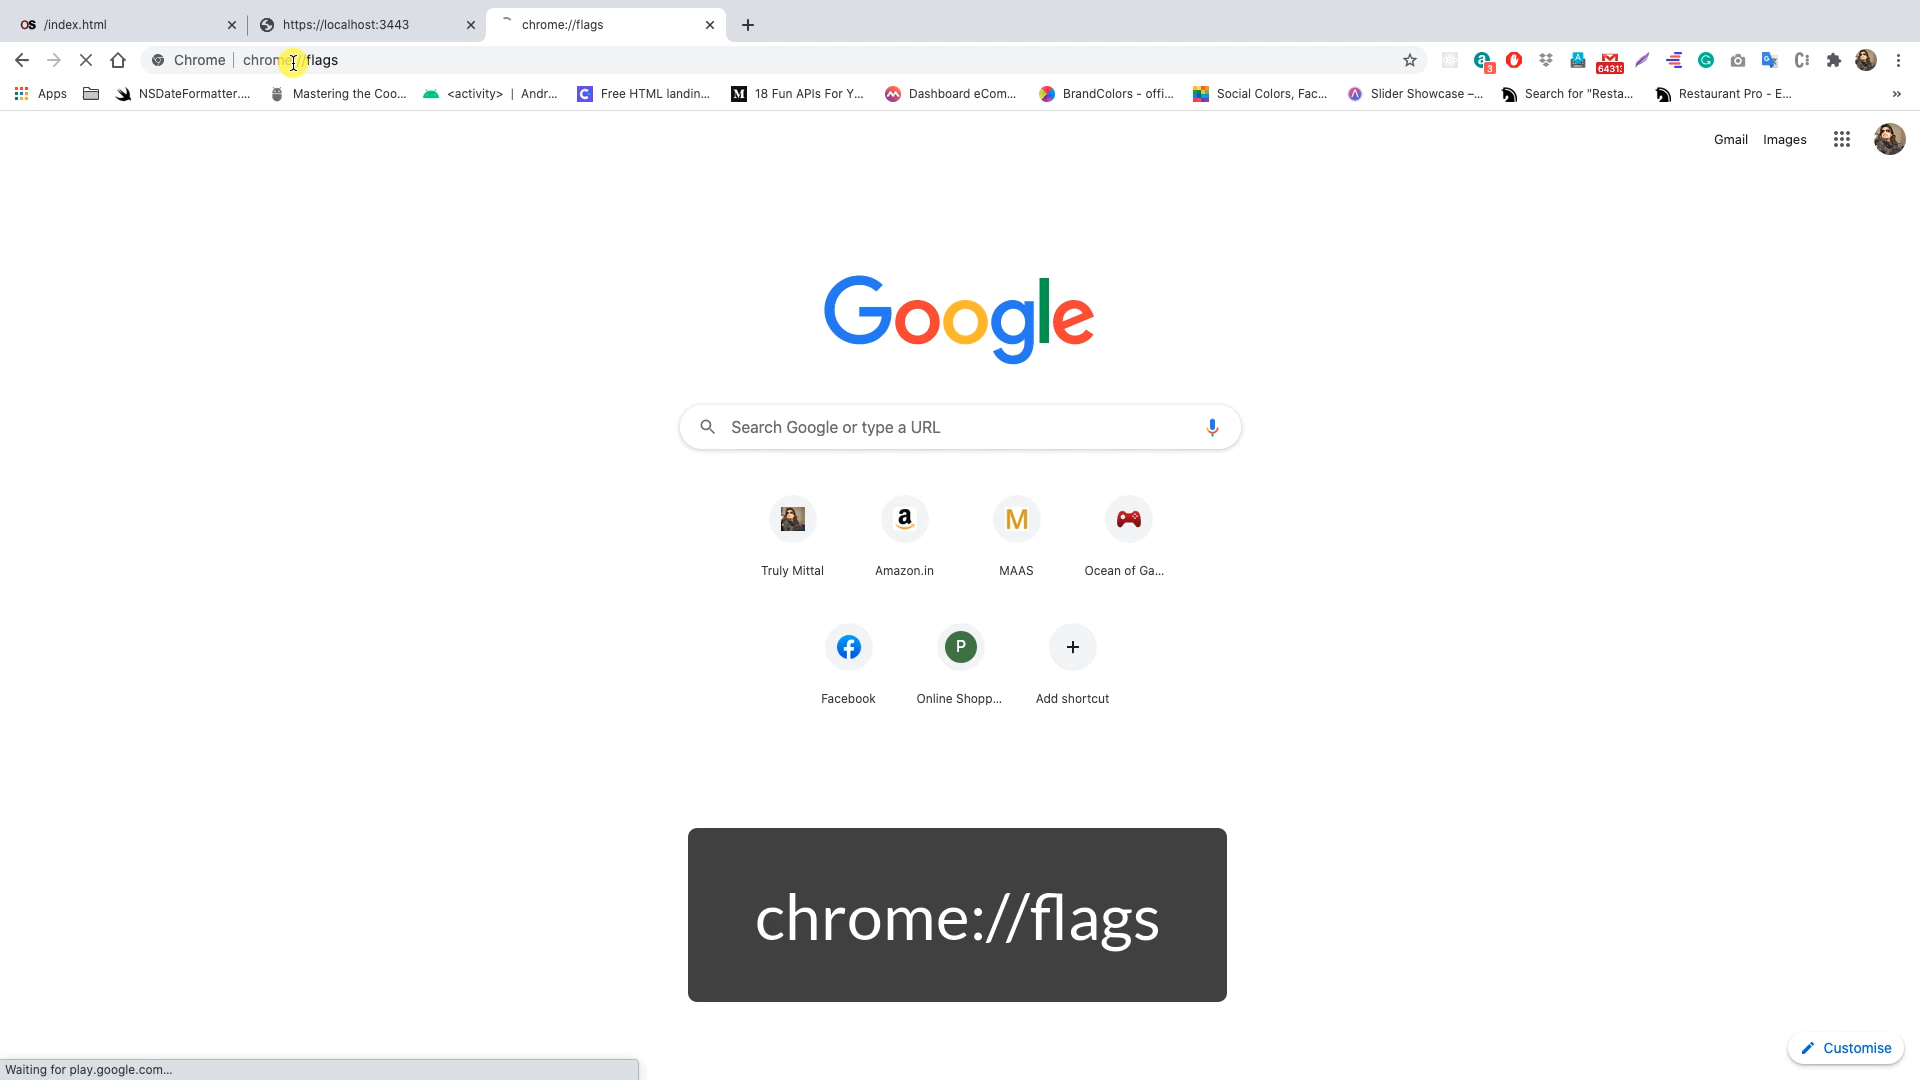 OS /index.html
https://localhost:3443
chrome://flags
Chrome chrome://flags
3
64313
Apps
NSDateFormatter....
Mastering the Coo...
<activity> | Andr...
Free HTML landin...
18 Fun APIs For Y...
Dashboard eCom...
BrandColors - offi...
Social Colors, Fac...
Slider Showcase –...
Search for "Resta...
Restaurant Pro - E...
»
Gmail
Images
Google
Search Google or type a URL
Truly Mittal
Amazon.in
MAAS
Ocean of Ga...
Facebook
Online Shopp...
Add shortcut
chrome://flags
Customise
Waiting for play.google.com...